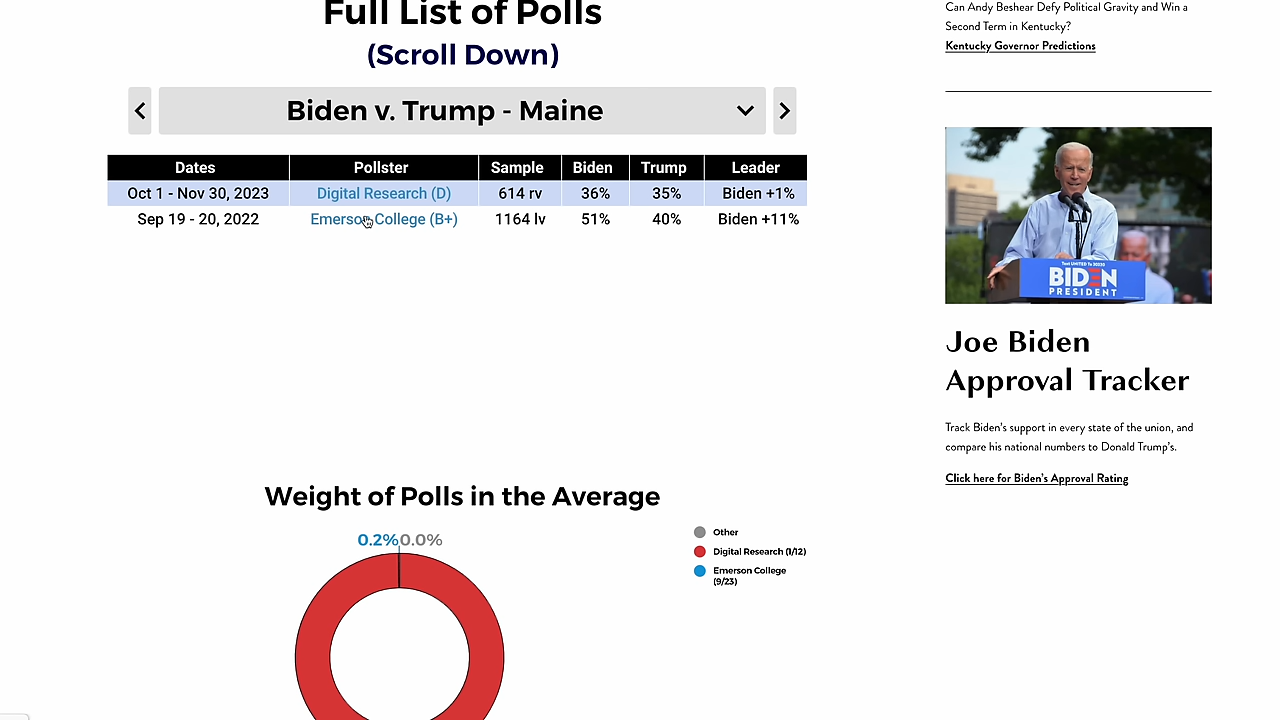 Full List of Polls
(Scroll Down)
Biden v. Trump - Maine
Dates Pollster Sample Biden Trump Leader
Oct 1 - Nov 30, 2023 Digital Research (D) 614 rv 36% 35% Biden +1%
Sep 19 - 20, 2022 Emerson College (B+) 1164 lv 51% 40% Biden +11%
Weight of Polls in the Average
0.2% 0.0%
Other
Digital Research (1/12)
Emerson College
(9/23)
Can Andy Beshear Defy Political Gravity and Win a
Second Term in Kentucky?
Kentucky Governor Predictions
BIDEN
PRESIDENT
Joe Biden
Approval Tracker
Track Biden's support in every state of the union, and
compare his national numbers to Donald Trump's.
Click here for Biden's Approval Rating